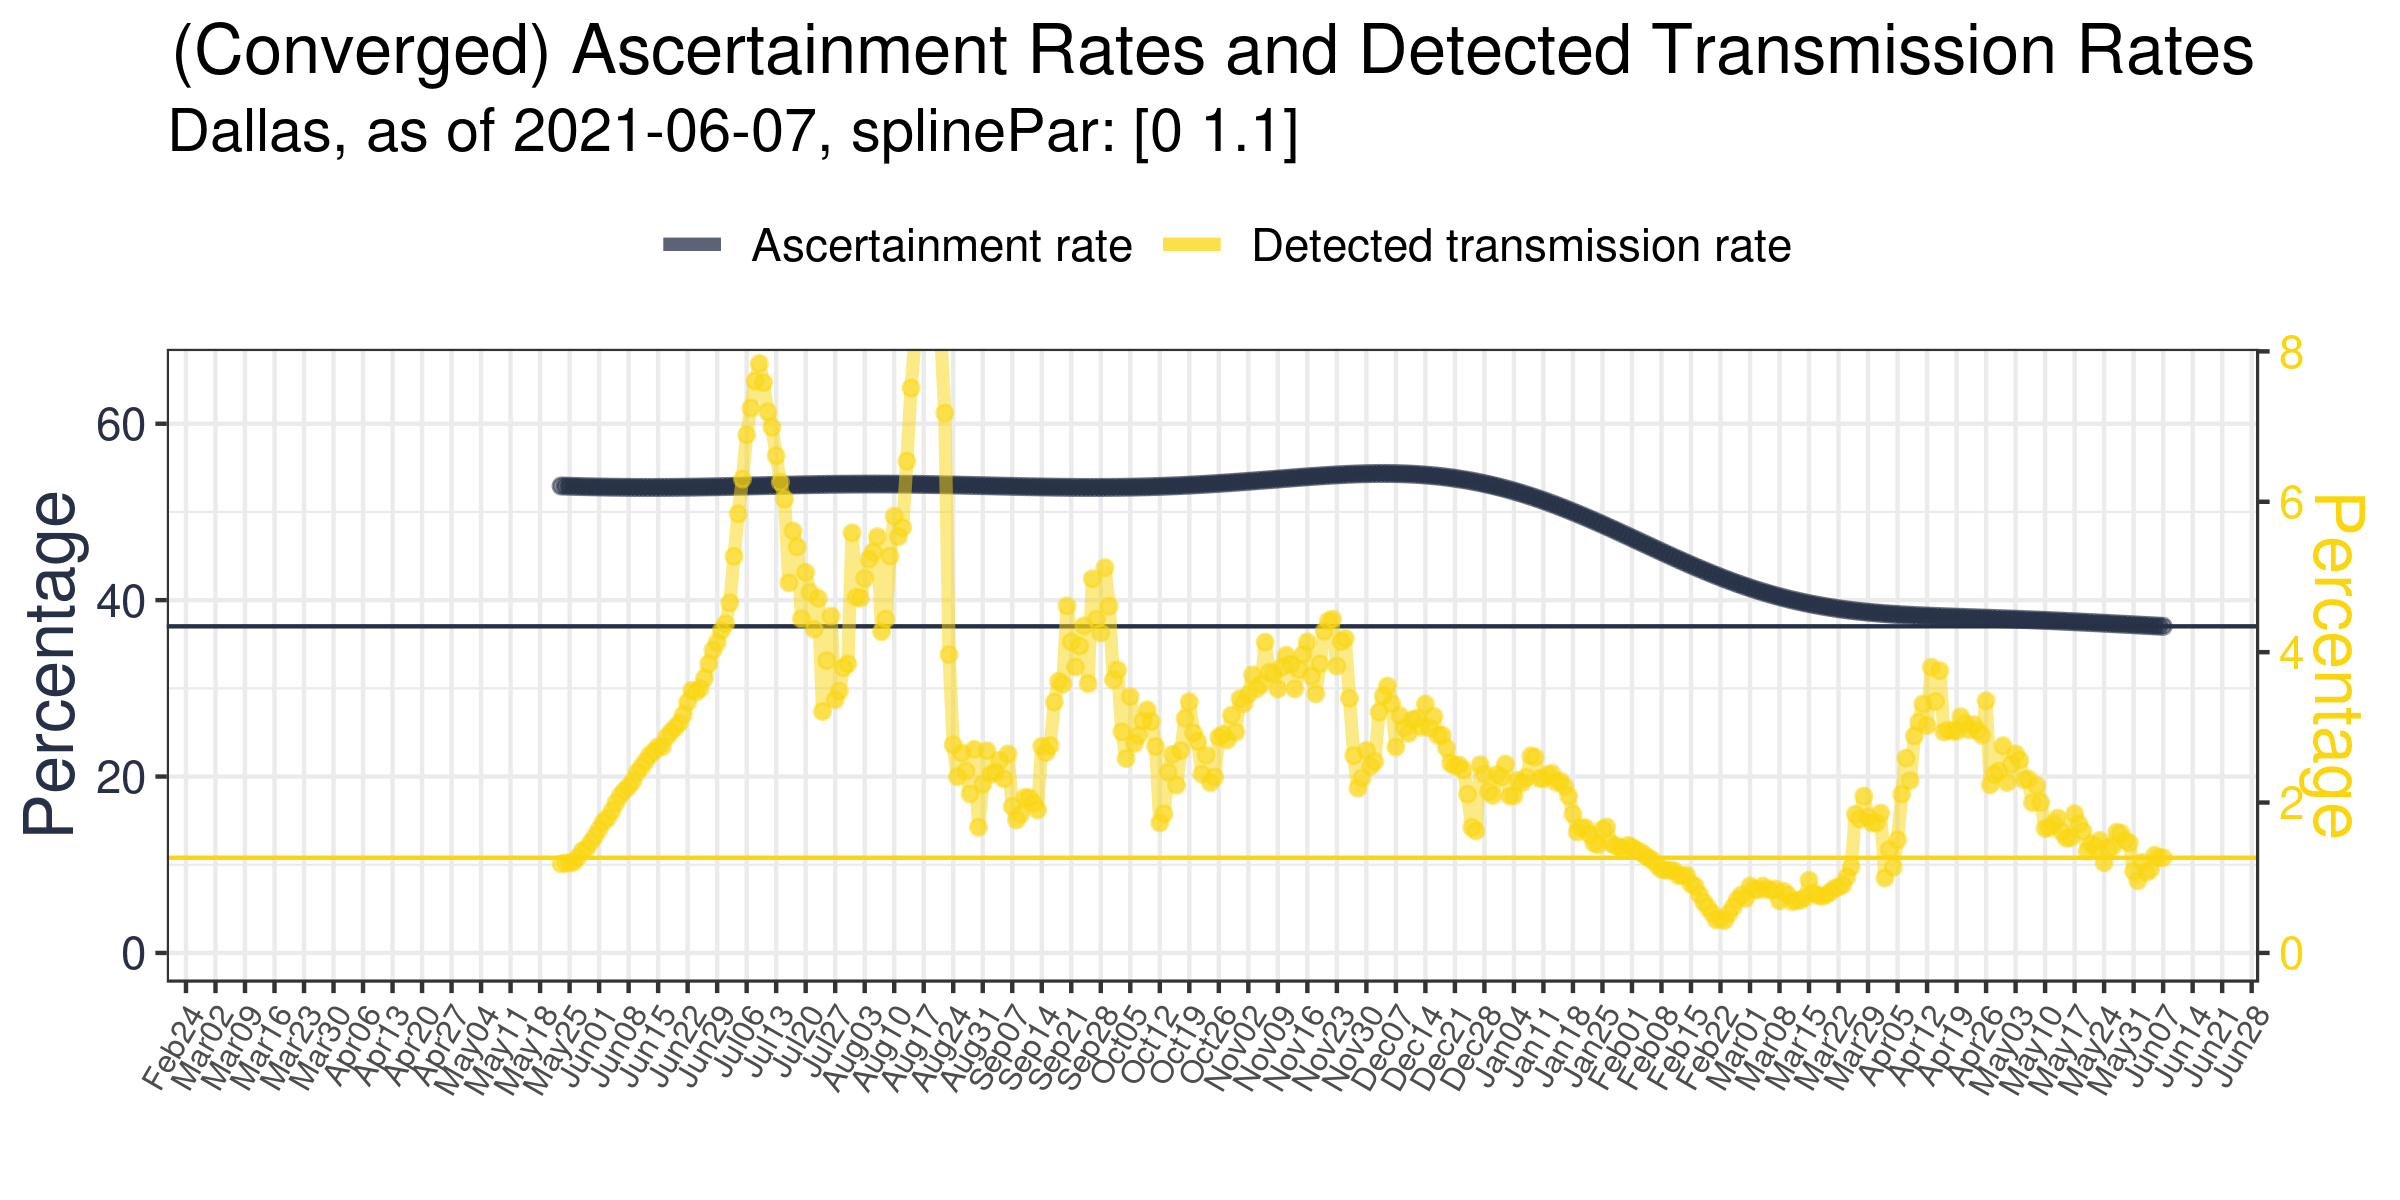 (Converged) Ascertainment Rates and Detected Transmission Rates
Dallas, as of 2021-06-07, splinePar: [0 1.1]
Ascertainment rate
Detected transmission rate
Percentage
60
40
20
0
8
6
4
2
0
Percentage
Feb24
Mar02
Mar09
Mar16
Mar23
Mar30
Apr06
Apr13
Apr20
Apr27
May04
May11
May18
May25
Jun01
Jun08
Jun15
Jun22
Jun29
Jul06
Jul13
Jul20
Jul27
Aug03
Aug10
Aug17
Aug24
Aug31
Sep07
Sep14
Sep21
Sep28
Oct05
Oct12
Oct19
Oct26
Nov02
Nov09
Nov16
Nov23
Nov30
Dec07
Dec14
Dec21
Dec28
Jan04
Jan11
Jan18
Jan25
Feb01
Feb08
Feb15
Feb22
Mar01
Mar08
Mar15
Mar22
Mar29
Apr05
Apr12
Apr19
Apr26
May03
May10
May17
May24
May31
Jun07
Jun14
Jun21
Jun28